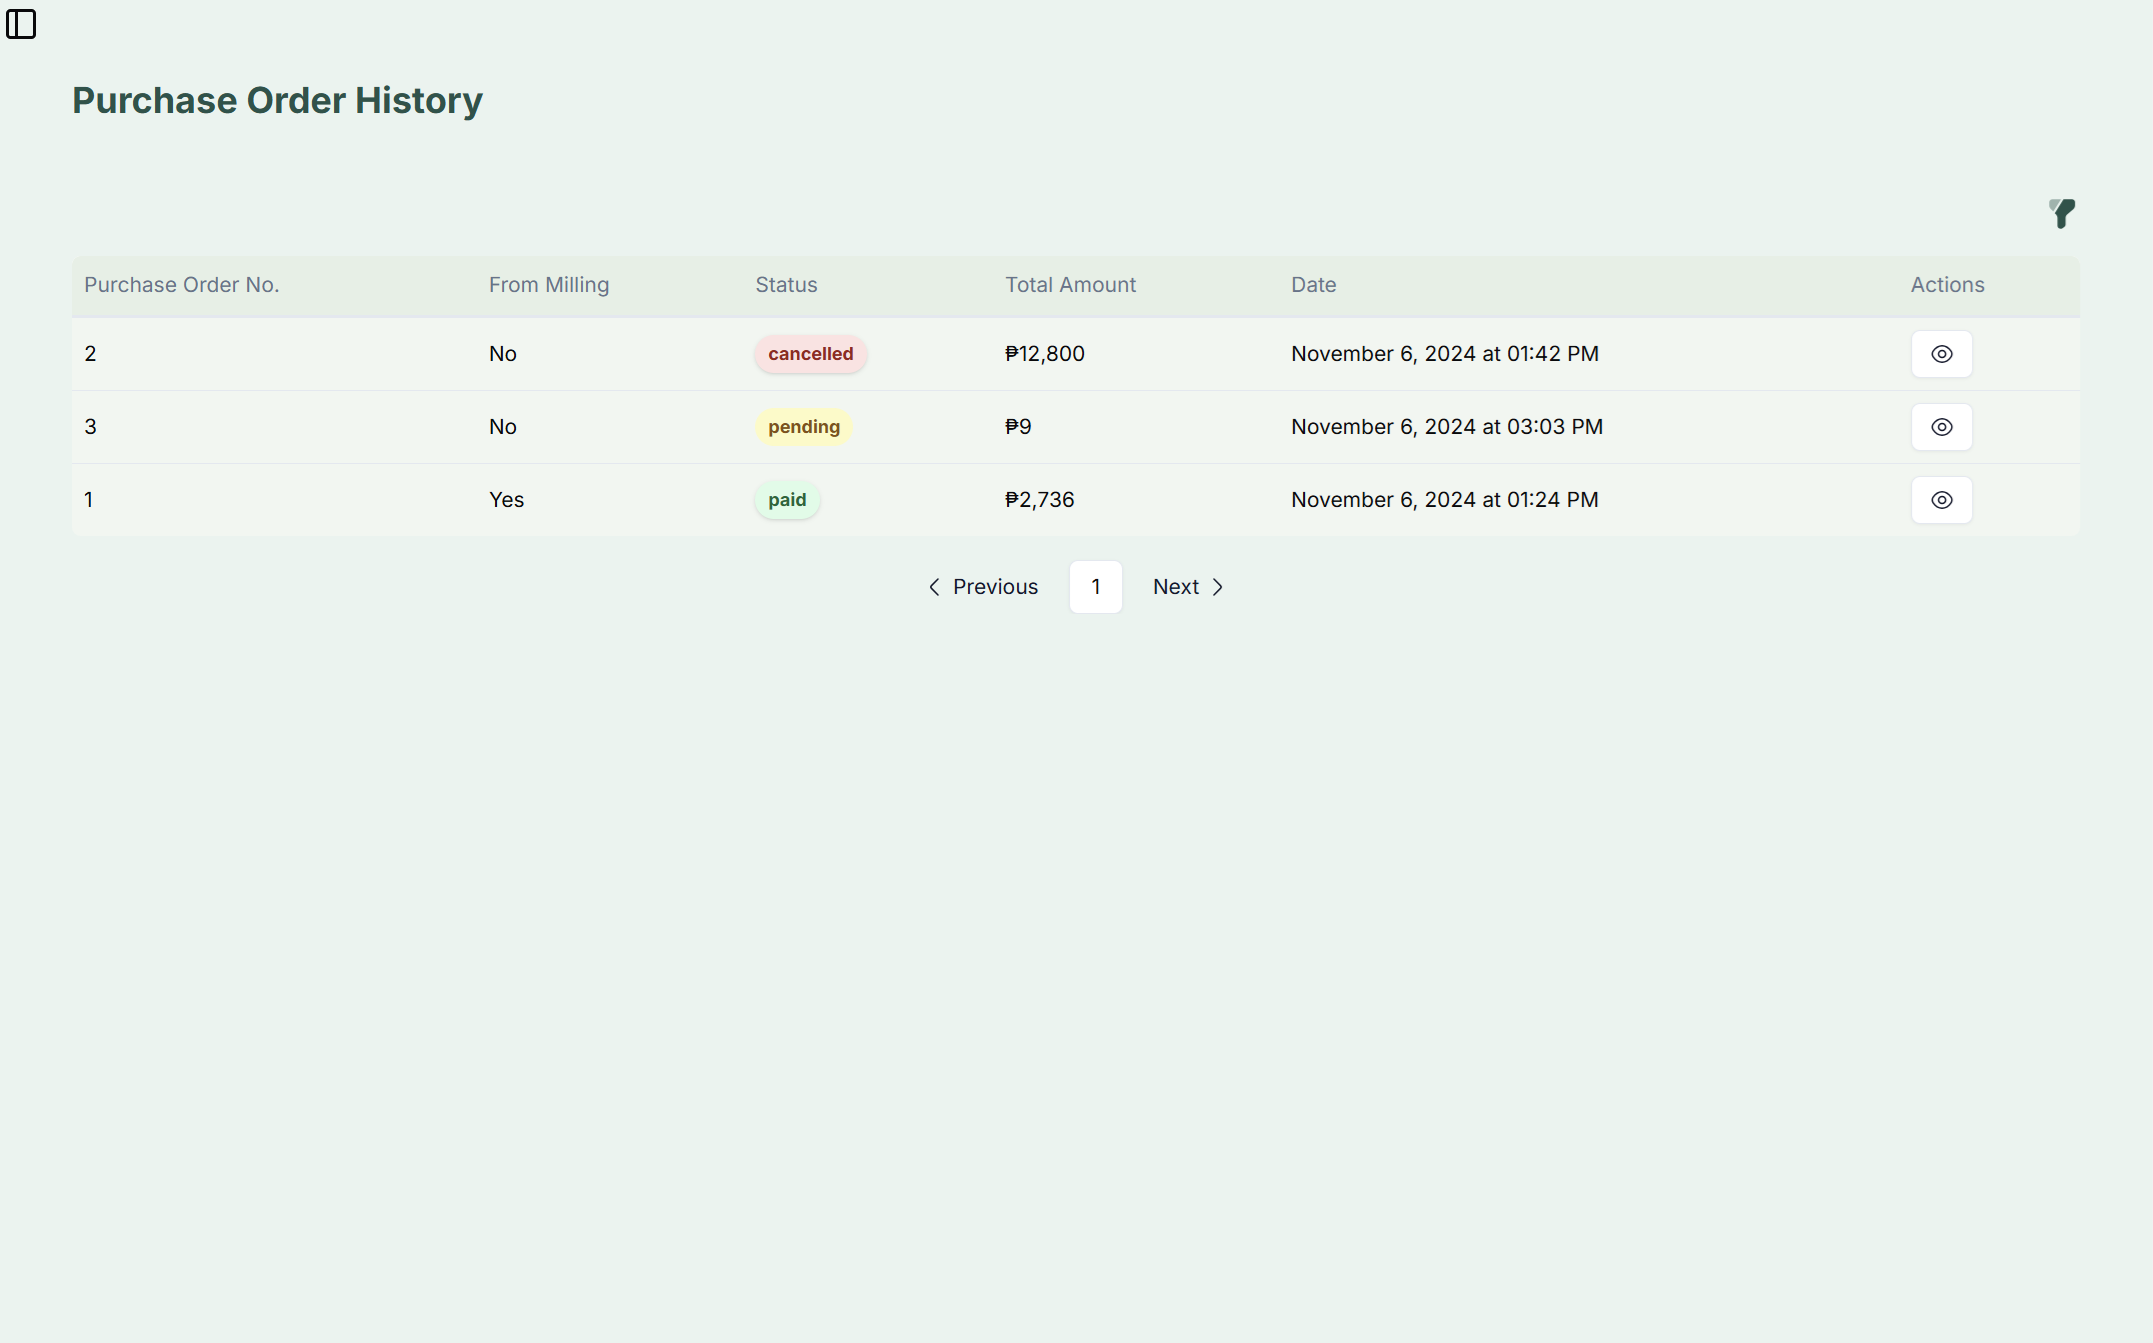 Purchase Order History
Purchase Order No. From Milling Status Total Amount Date Actions
2 No cancelled ₱12,800 November 6, 2024 at 01:42 PM
3 No pending ₱9 November 6, 2024 at 03:03 PM
1 Yes paid ₱2,736 November 6, 2024 at 01:24 PM
Previous 1 Next